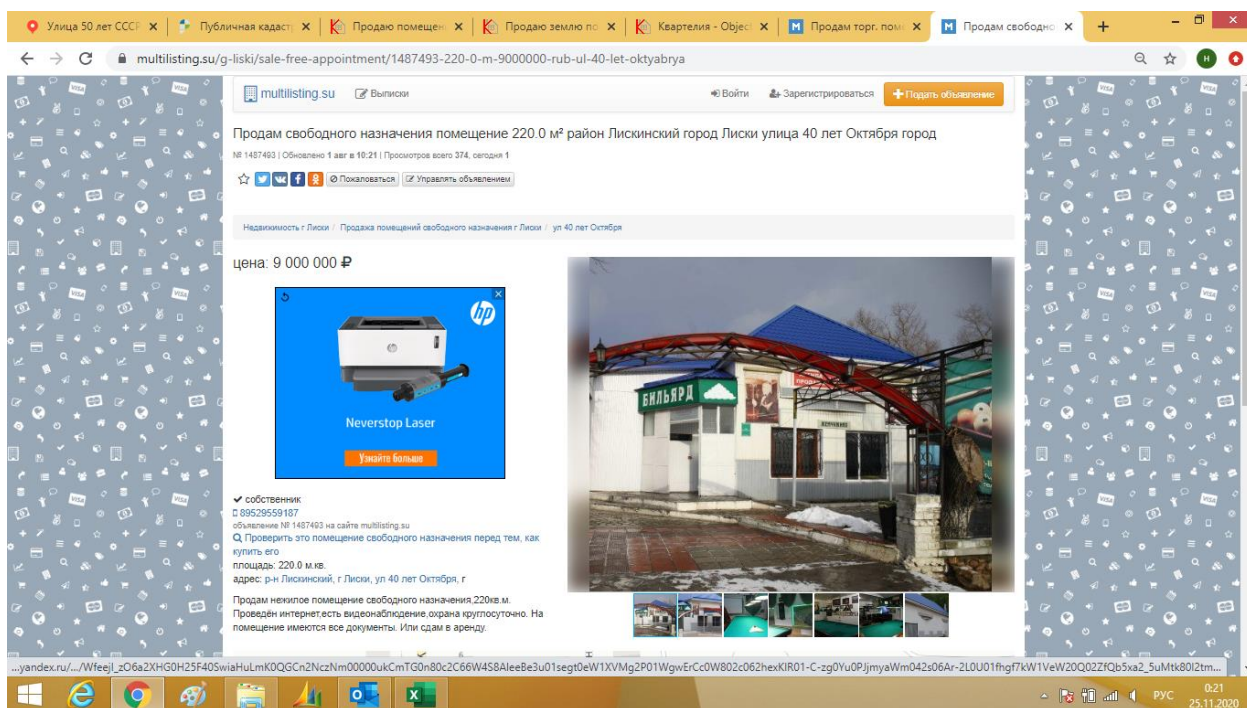 Улица 50 лет СССР
Публичная кадаст
Продаю помещен
Продаю землю по
Квартелия - Object
Продам торг. пом
Продам свободно
multilisting.su/g-liski/sale-free-appointment/1487493-220-0-m-9000000-rub-ul-40-let-oktyabrya
multilisting.su Выписки Войти Зарегистрироваться Подать объявление
Продам свободного назначения помещение 220.0 м² район Лискинский город Лиски улица 40 лет Октября город
№ 1487493 | Обновлено 1 авг в 10:21 | Просмотров всего 374, сегодня 1
Пожаловаться Управлять объявлением
Недвижимость г Лиски / Продажа помещений свободного назначения г Лиски / ул 40 лет Октября
цена: 9 000 000 ₽
hp
Neverstop Laser
Узнайте больше
БИЛЬЯРД
собственник
89529559187
объявление № 1487493 на сайте multilisting.su
Проверить это помещение свободного назначения перед тем, как
купить его
площадь: 220.0 м.кв.
адрес: р-н Лискинский, г Лиски, ул 40 лет Октября, г
Продам нежилое помещение свободного назначения,220кв.м.
Проведён интернет,есть видеонаблюдение,охрана круглосуточно. На
помещение имеются все документы. Или сдам в аренду.
РУС
0:21
25.11.2020